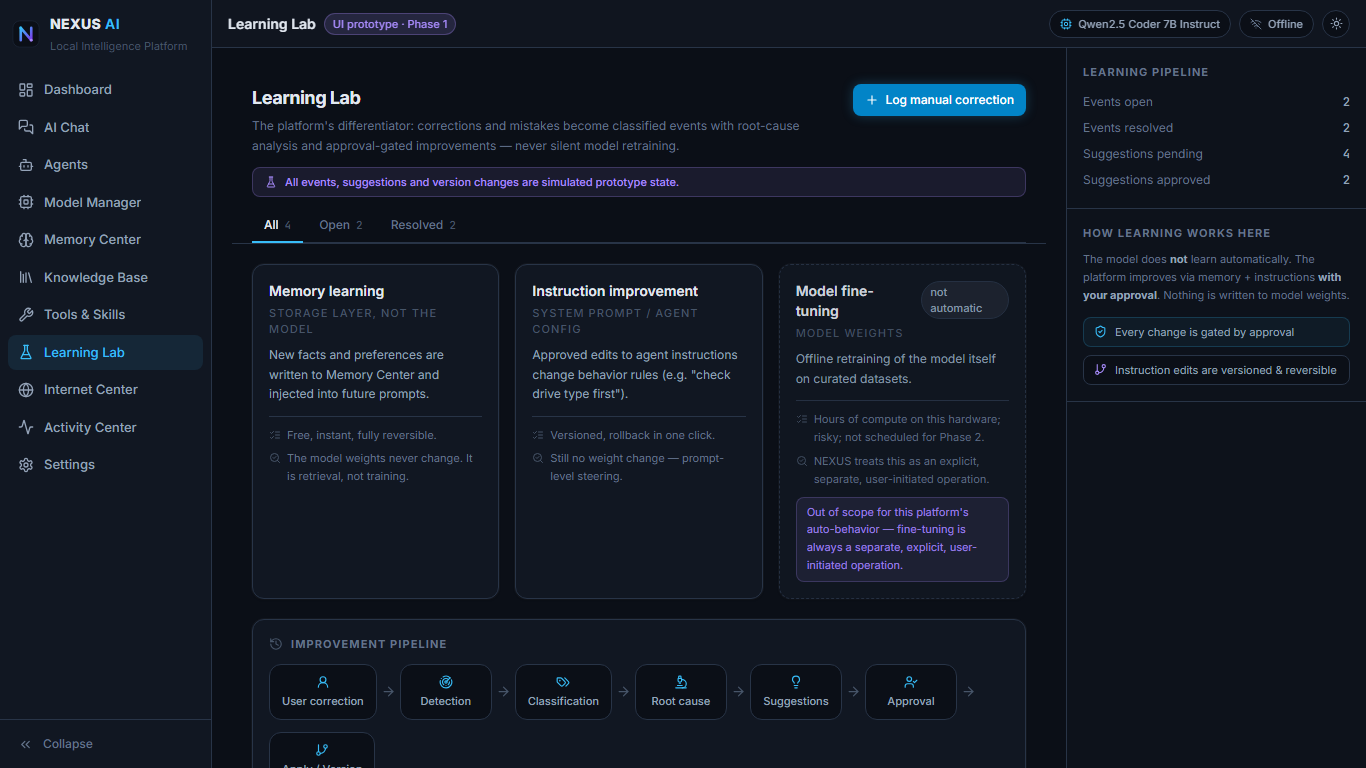 NEXUS AI
Local Intelligence Platform
Dashboard
AI Chat
Agents
Model Manager
Memory Center
Knowledge Base
Tools & Skills
Learning Lab
Internet Center
Activity Center
Settings
Collapse
Learning Lab
UI prototype · Phase 1
Qwen2.5 Coder 7B Instruct
Offline
Learning Lab
The platform's differentiator: corrections and mistakes become classified events with root-cause
analysis and approval-gated improvements — never silent model retraining.
Log manual correction
All events, suggestions and version changes are simulated prototype state.
All 4
Open 2
Resolved 2
Memory learning
STORAGE LAYER, NOT THE
MODEL
New facts and preferences are
written to Memory Center and
injected into future prompts.
Free, instant, fully reversible.
The model weights never change. It
is retrieval, not training.
Instruction improvement
SYSTEM PROMPT / AGENT
CONFIG
Approved edits to agent instructions
change behavior rules (e.g. "check
drive type first").
Versioned, rollback in one click.
Still no weight change — prompt-
level steering.
Model fine-
tuning
not
automatic
MODEL WEIGHTS
Offline retraining of the model itself
on curated datasets.
Hours of compute on this hardware;
risky; not scheduled for Phase 2.
NEXUS treats this as an explicit,
separate, user-initiated operation.
Out of scope for this platform's
auto-behavior — fine-tuning is
always a separate, explicit, user-
initiated operation.
IMPROVEMENT PIPELINE
User correction
Detection
Classification
Root cause
Suggestions
Approval
Apply / Version
LEARNING PIPELINE
Events open 2
Events resolved 2
Suggestions pending 4
Suggestions approved 2
HOW LEARNING WORKS HERE
The model does not learn automatically. The
platform improves via memory + instructions with
your approval. Nothing is written to model weights.
Every change is gated by approval
Instruction edits are versioned & reversible